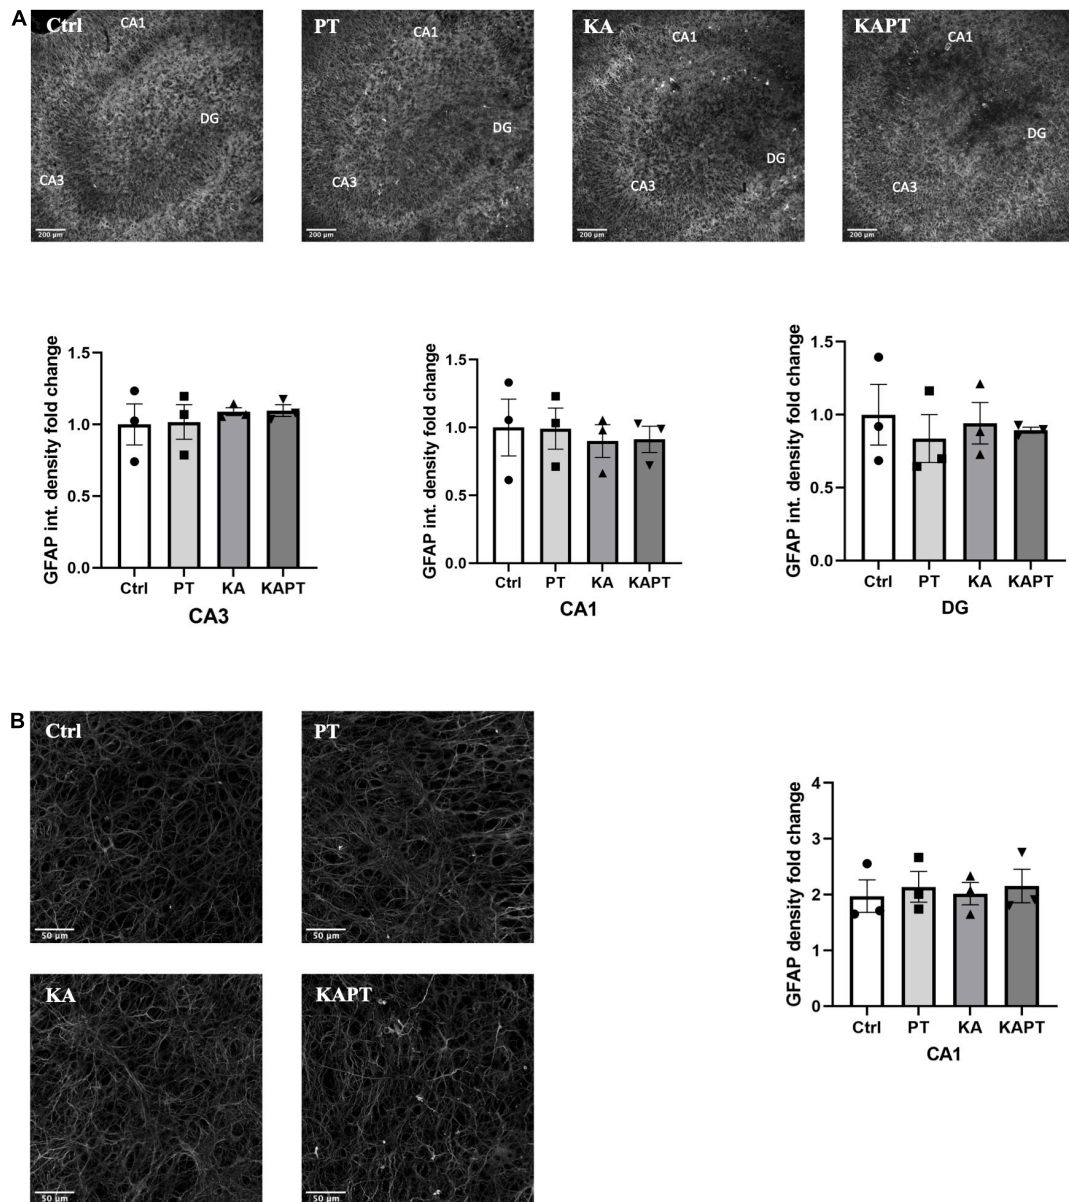 A
Ctrl
CA1
DG
CA3
200 µm
PT
CA1
DG
CA3
200 µm
KA
CA1
DG
CA3
200 µm
KAPT
CA1
DG
CA3
200 µm
GFAP int. density fold change
1.5
1.0
0.5
0.0
Ctrl PT KA KAPT
CA3
GFAP int. density fold change
1.5
1.0
0.5
0.0
Ctrl PT KA KAPT
CA1
GFAP int. density fold change
1.5
1.0
0.5
0.0
Ctrl PT KA KAPT
DG
B
Ctrl
50 µm
PT
50 µm
KA
50 µm
KAPT
50 µm
GFAP density fold change
4
3
2
1
0
Ctrl PT KA KAPT
CA1